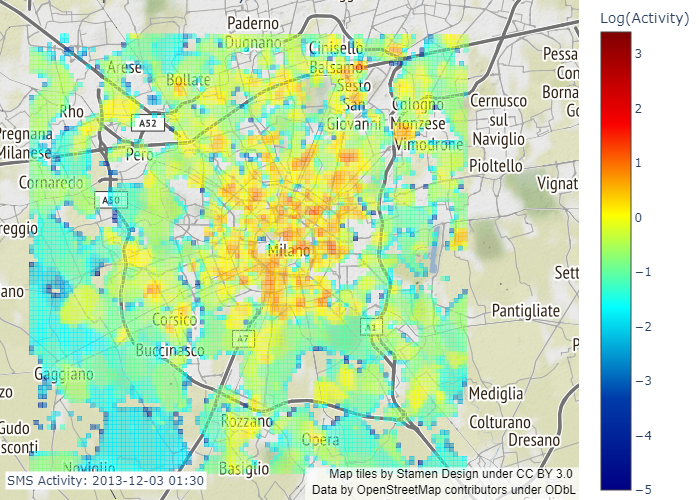 Log(Activity)
Paderno
Dugnano
Cinisello
Balsamo
Pessa
Con
Borna
Go
Arese
Bollate
Sesto
San
Giovanni
Rho
A52
Cologno
Monzese
Cernusco
sul
Naviglio
Pregnana
Milanese
Pero
Vimodrone
Pioltello
Cornaredo
Vignat
A50
reggio
Milano
Sett
ano
Pantigliate
Corsico
A1
A7
P
Buccinasco
Gaggiano
zo
Mediglia
Rozzano
Colturano
Gudo
sconti
Opera
Dresano
Noviglio
Basiglio
SMS Activity: 2013-12-03 01:30
Map tiles by Stamen Design under CC BY 3.0
Data by OpenStreetMap contributors under ODbL
3
2
1
0
−1
−2
−3
−4
−5